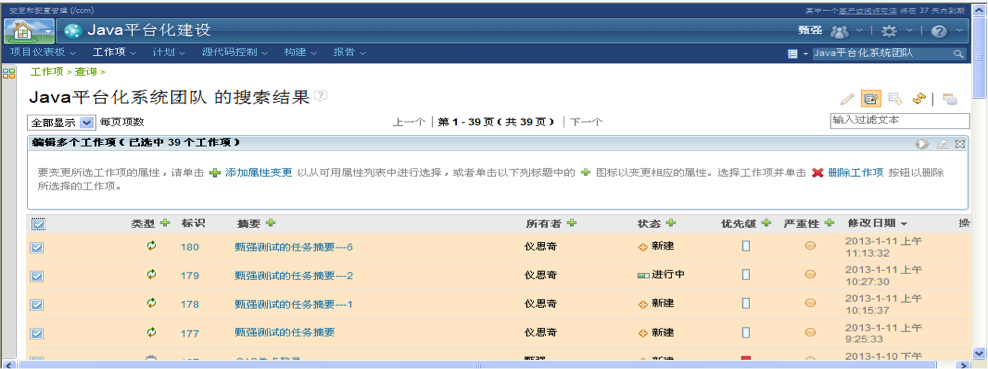 变更和配置管理 (/ccm)
其中一个客户访问许可证 将在 37 天内到期
Java平台化建设
甄强
项目仪表板 工作项 计划 源代码控制 构建 报告
Java平台化系统团队
工作项 > 查询 >
Java平台化系统团队 的搜索结果
全部显示 每页项数
上一个 | 第 1 - 39 页 ( 共 39 页 ) | 下一个
输入过滤文本
编辑多个工作项 ( 已选中 39 个工作项 )
要变更所选工作项的属性，请单击 添加属性变更 以从可用属性列表中进行选择，或者单击以下列标题中的 图标以变更相应的属性。选择工作项并单击 删除工作项 按钮以删除
所选择的工作项。
类型 标识 摘要 所有者 状态 优先级 严重性 修改日期 操
180 甄强测试的任务摘要---6 仪思奇 新建 2013-1-11 上午
11:13:32
179 甄强测试的任务摘要---2 仪思奇 进行中 2013-1-11 上午
10:27:30
178 甄强测试的任务摘要---1 仪思奇 新建 2013-1-11 上午
10:15:37
177 甄强测试的任务摘要 仪思奇 新建 2013-1-11 上午
9:25:33
甄强 新建 2013-1-10 下午